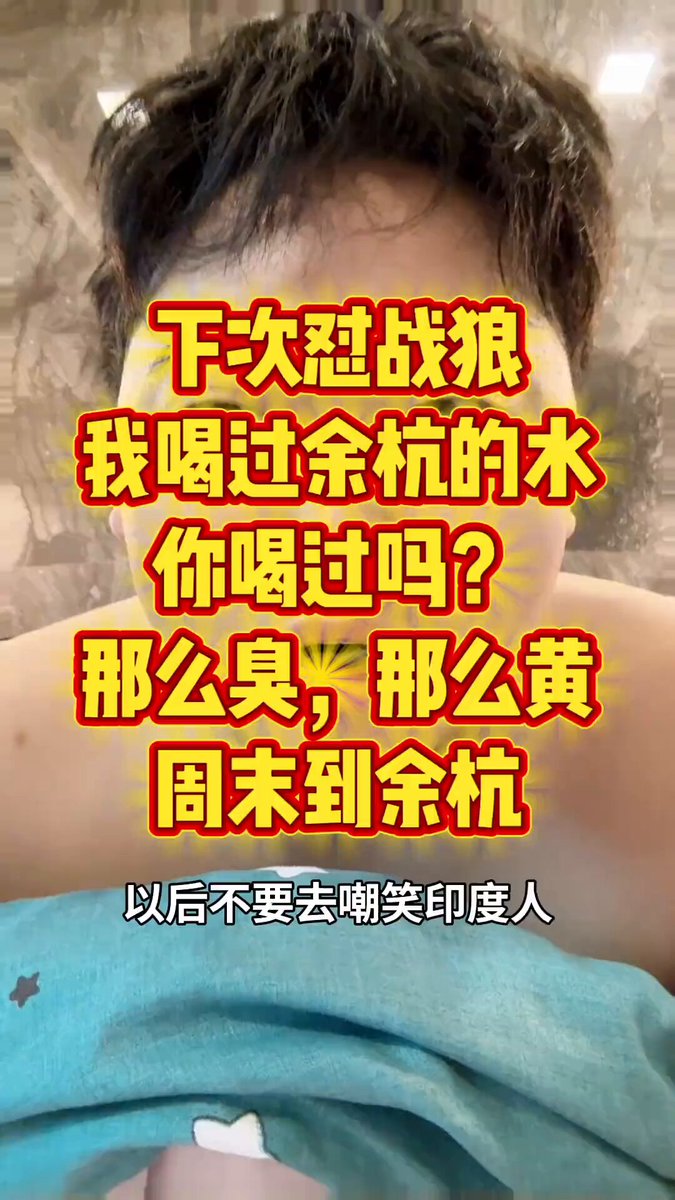 下次怼战狼
我喝过余杭的水
你喝过吗？
那么臭，那么黄
周末到余杭
以后不要去嘲笑印度人